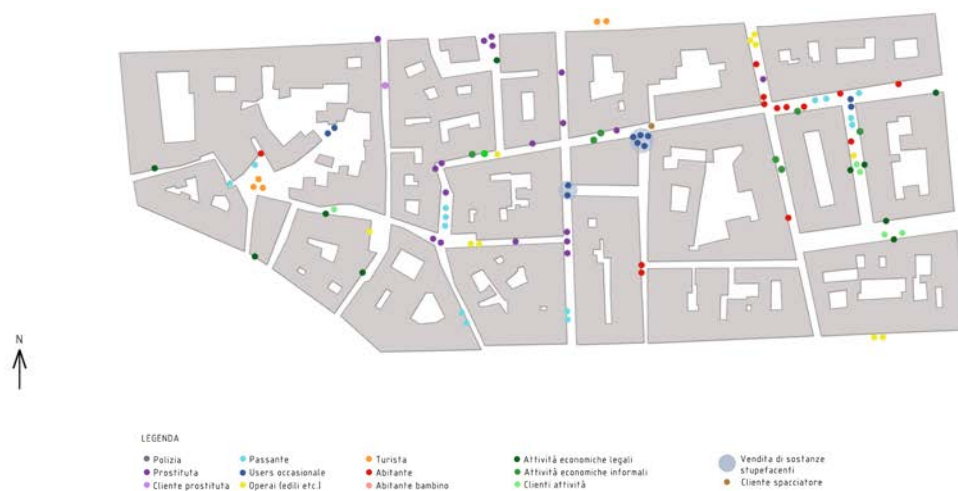 N
LEGENDA
Polizia
Prostituta
Cliente prostituta
Passante
Users occasionale
Operai (edili etc.)
Turista
Abitante
Abitante bambino
Attività economiche legali
Attività economiche informali
Clienti attività
Vendita di sostanze
stupefacenti
Cliente spacciatore